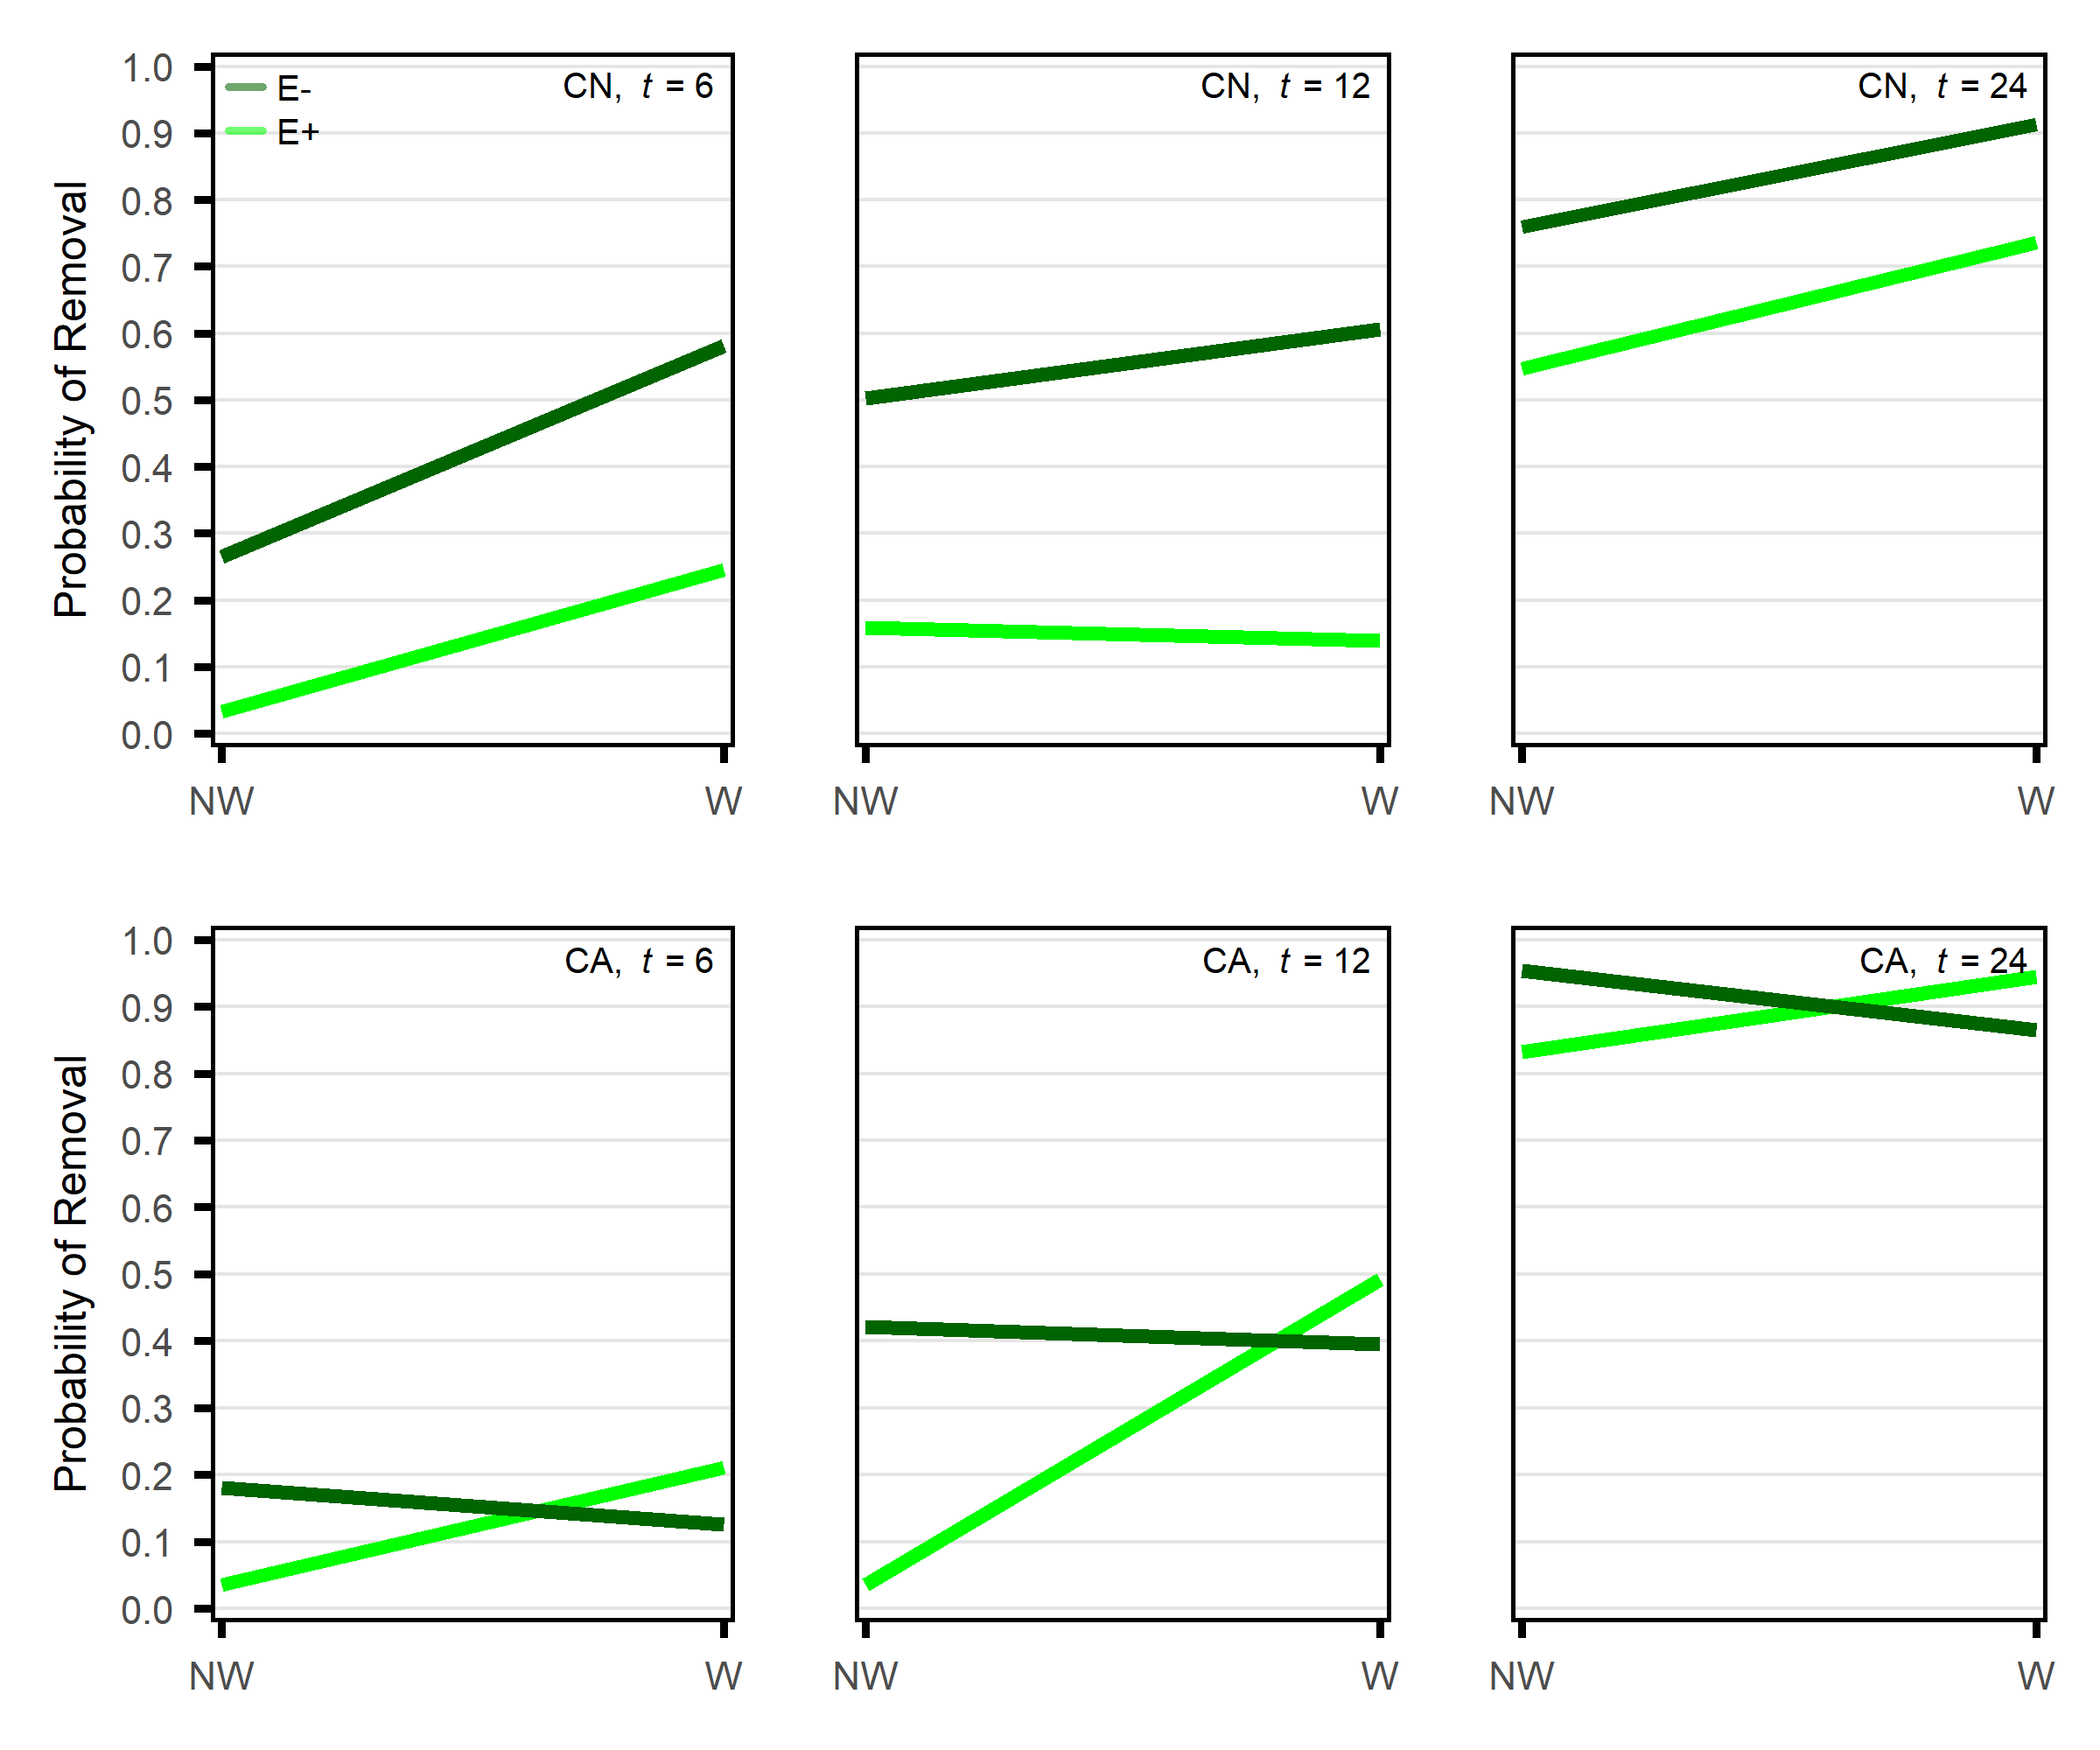 Probability of Removal
1.0
0.9
0.8
0.7
0.6
0.5
0.4
0.3
0.2
0.1
0.0
E-
E+
CN, t = 6
NW W
CN, t = 12
NW W
CN, t = 24
NW W
Probability of Removal
1.0
0.9
0.8
0.7
0.6
0.5
0.4
0.3
0.2
0.1
0.0
CA, t = 6
NW W
CA, t = 12
NW W
CA, t = 24
NW W